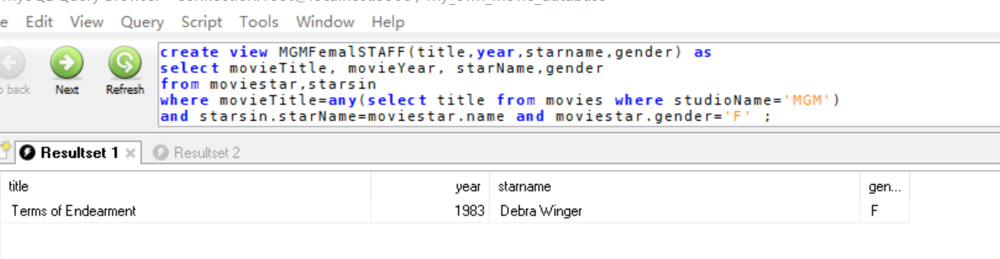 e Edit View Query Script Tools Window Help
create view MGMFemalSTAFF(title,year,starname,gender) as
select movieTitle, movieYear, starName,gender
from moviestar,starsin
where movieTitle=any(select title from movies where studioName='MGM')
and starsin.starName=moviestar.name and moviestar.gender='F' ;
back Next Refresh
Resultset 1 Resultset 2
title year starname gen...
Terms of Endearment 1983 Debra Winger F